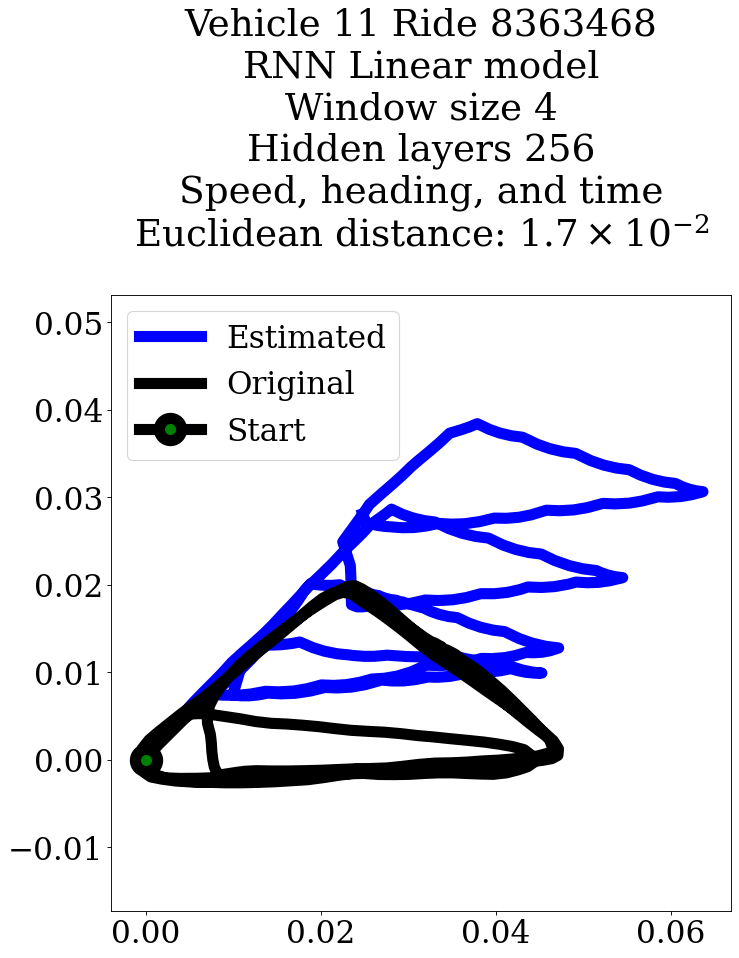 Vehicle 11 Ride 8363468
RNN Linear model
Window size 4
Hidden layers 256
Speed, heading, and time
Euclidean distance: 1.7 × 10⁻²
Estimated
Original
Start
0.05
0.04
0.03
0.02
0.01
0.00
−0.01
0.00 0.02 0.04 0.06